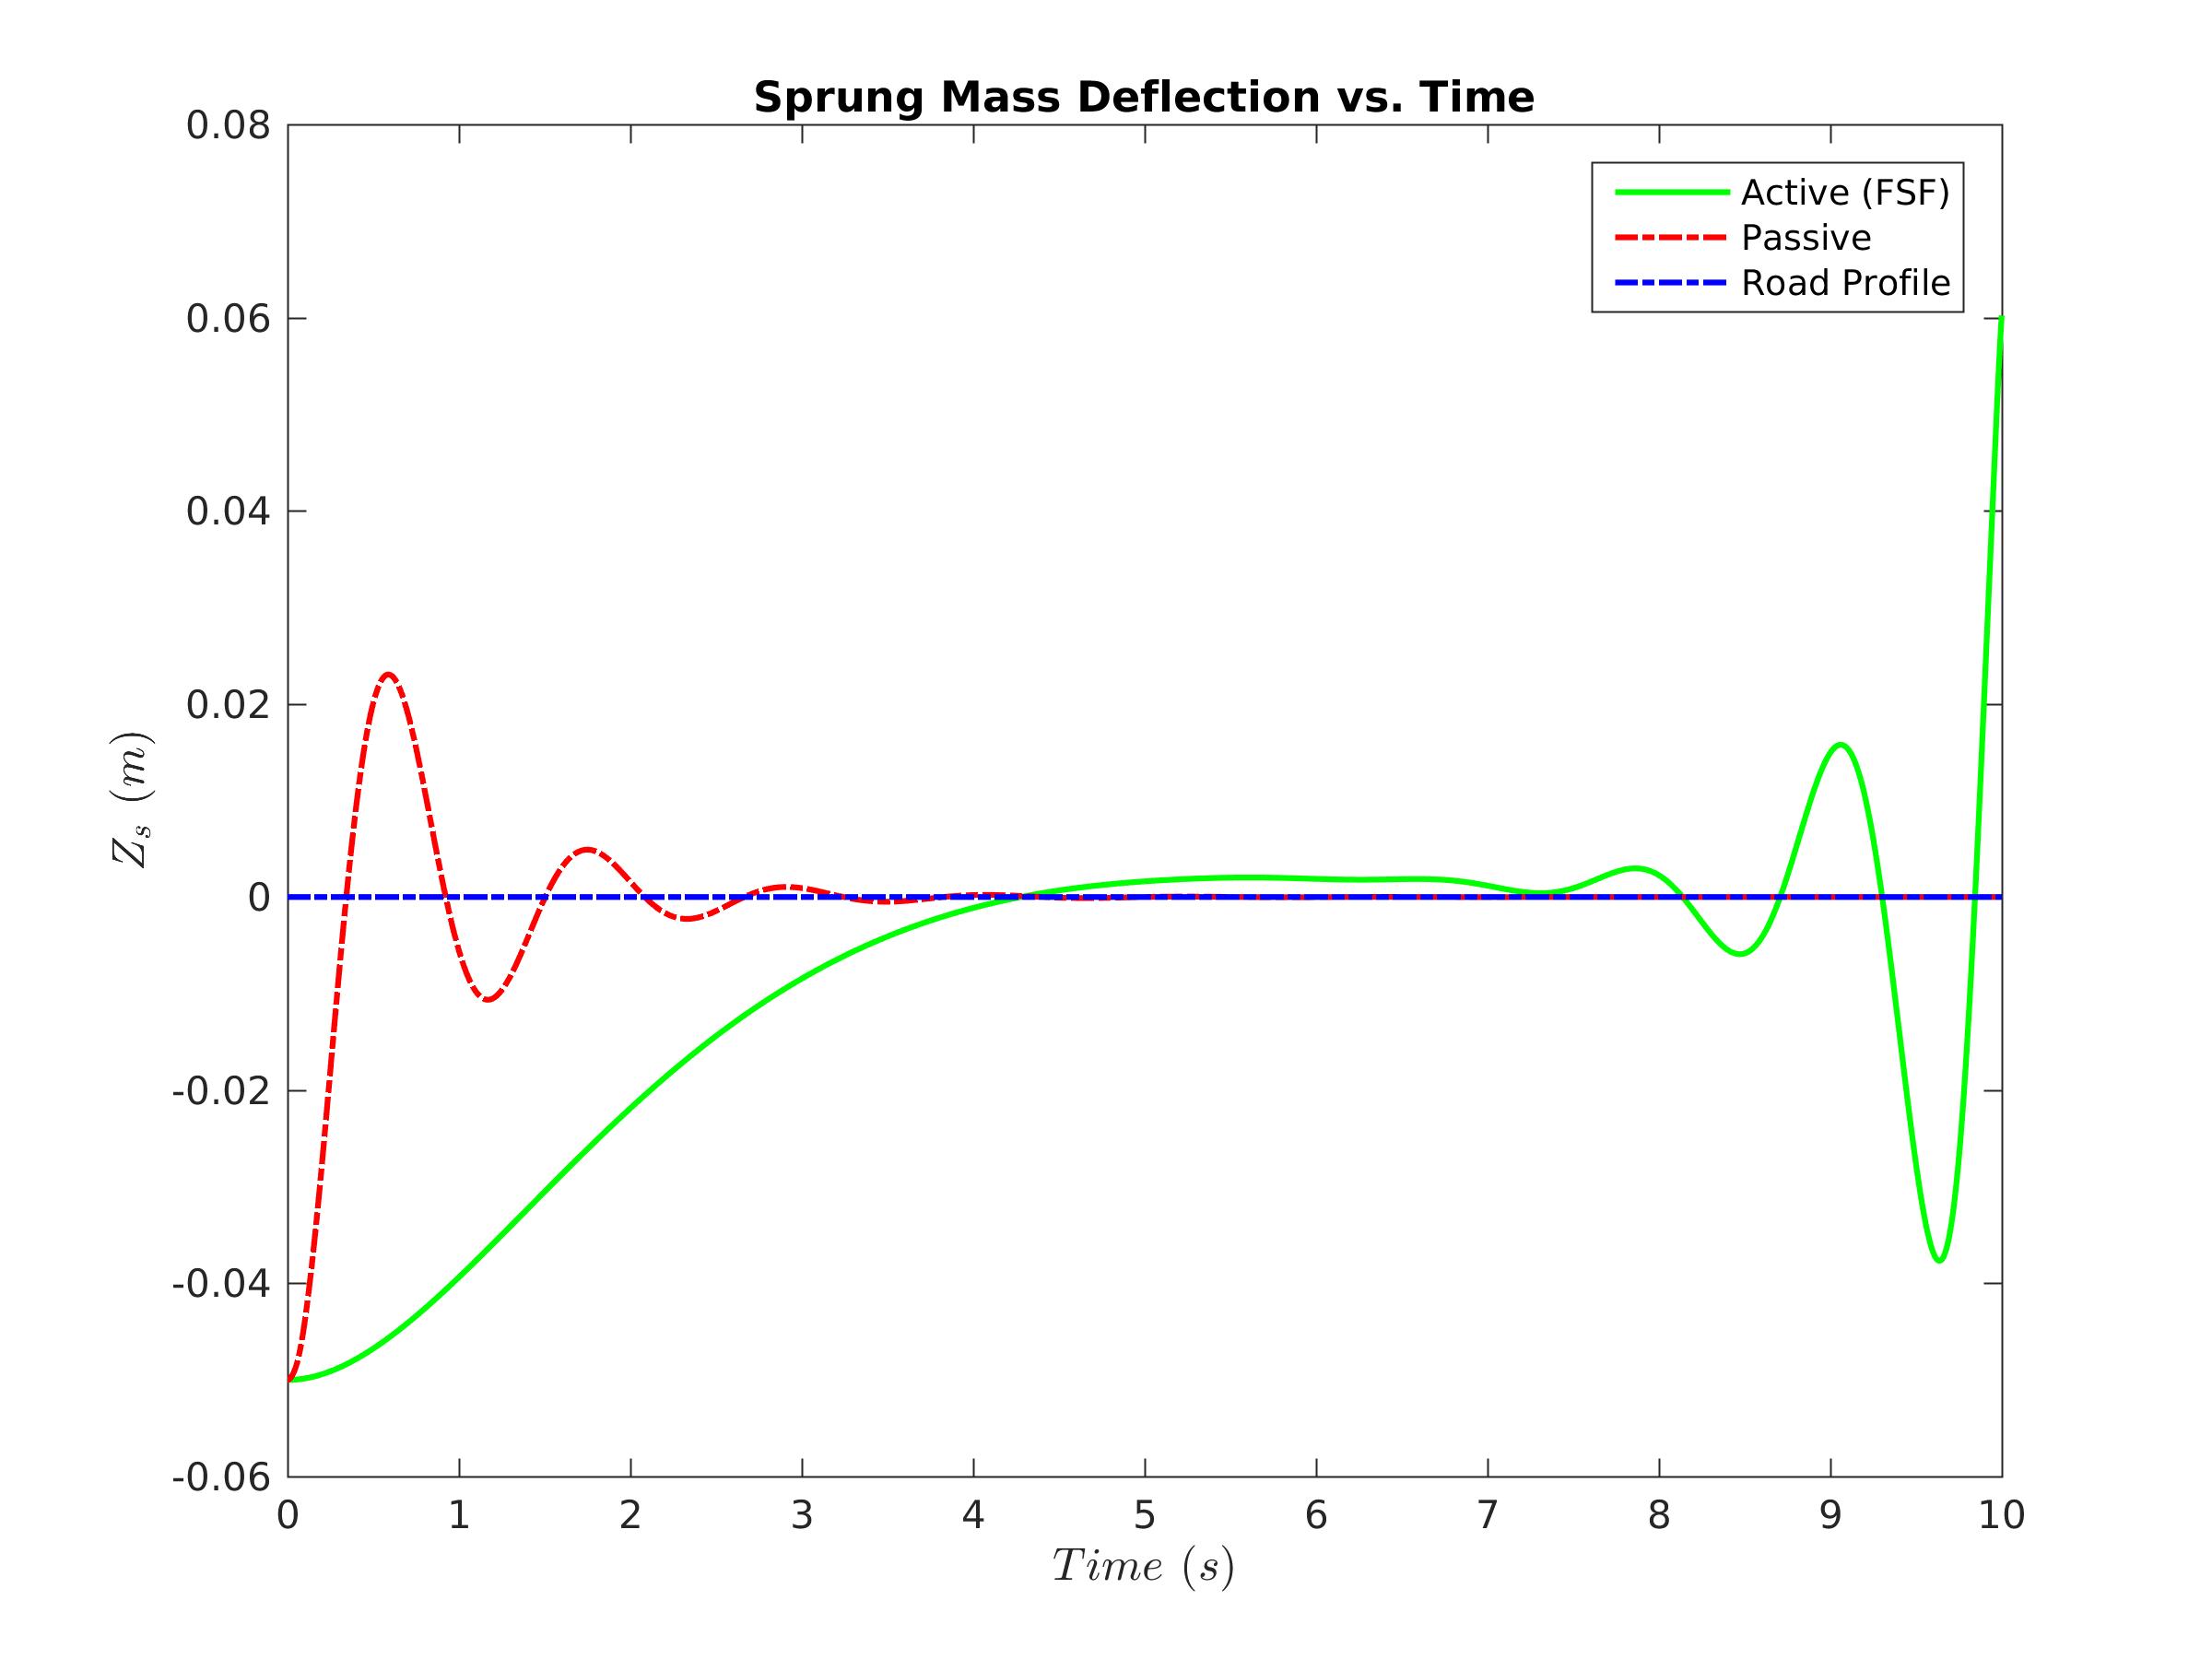 Sprung Mass Deflection vs. Time
0.08
0.06
0.04
0.02
0
-0.02
-0.04
-0.06
Z_s (m)
Active (FSF)
Passive
Road Profile
0 1 2 3 4 5 6 7 8 9 10
Time (s)